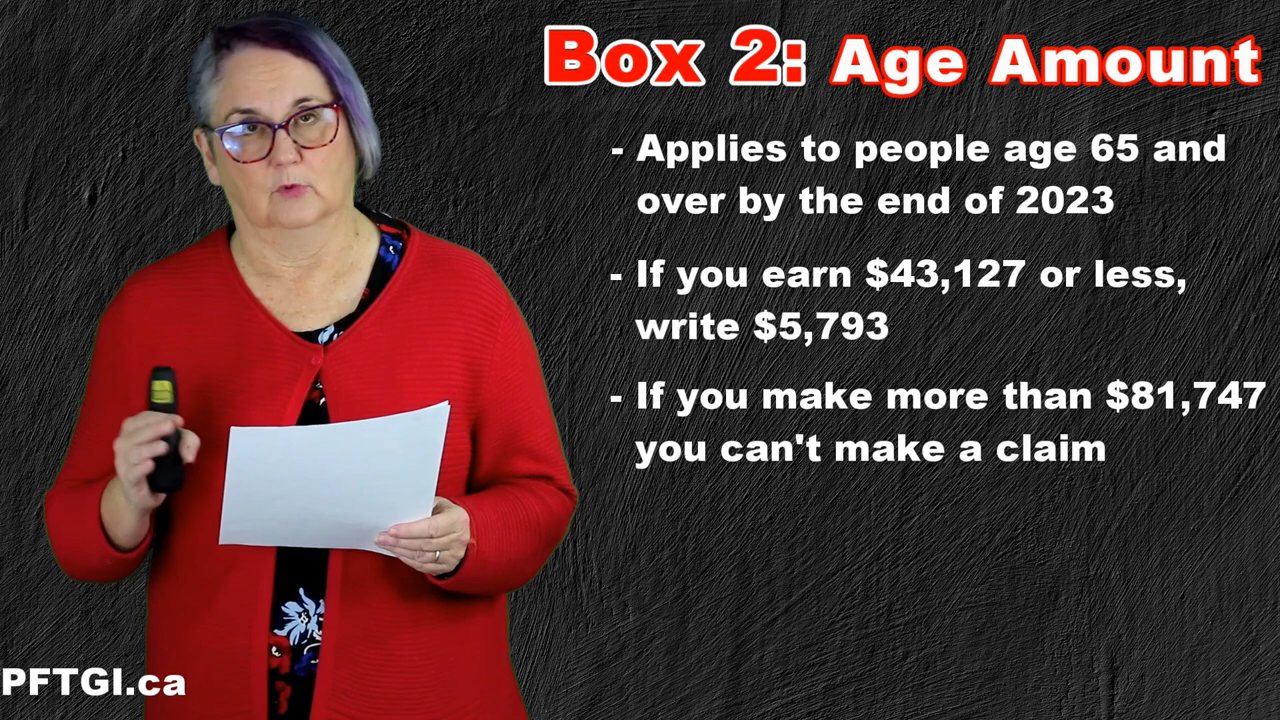 Box 2: Age Amount
- Applies to people age 65 and
over by the end of 2023
- If you earn $43,127 or less,
write $5,793
- If you make more than $81,747
you can't make a claim
PFTGI.ca